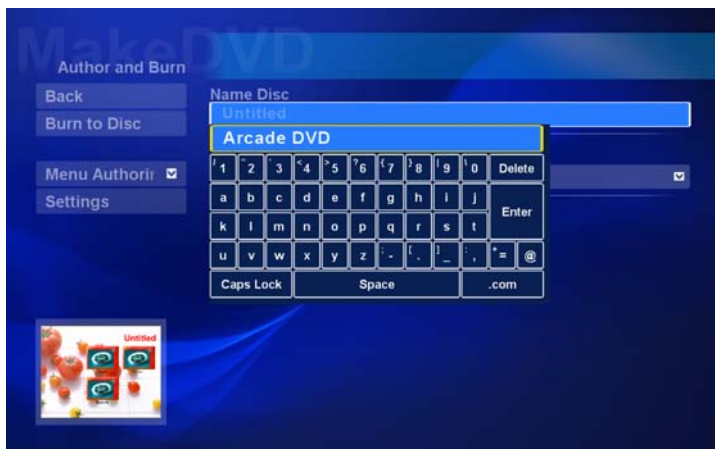 MakeDVD
Author and Burn
Back
Burn to Disc
Menu Authorin
Settings
Name Disc
Untitled
Arcade DVD
/ 1 " 2 ' 3 < 4 > 5 ? 6 { 7 } 8 | 9 \ 0 Delete
a b c d e f g h i j
Enter
k l m n o p q r s t
u v w x y z ; - [ . ] _ : , + = @
Caps Lock Space .com
Untitled